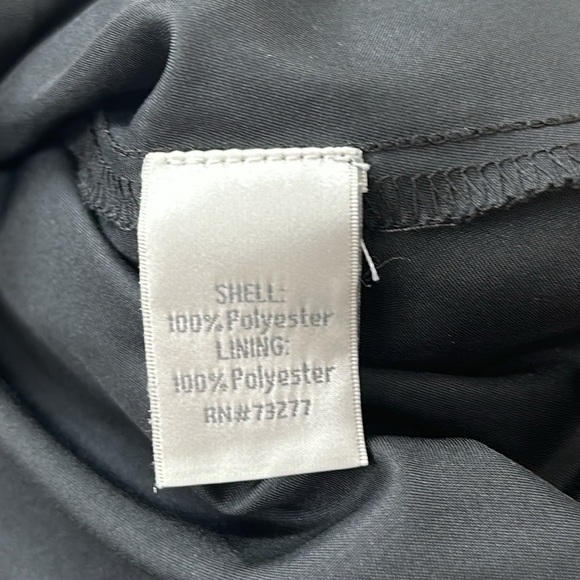 SHELL:
100% Polyester
LINING:
100% Polyester
RN#73277